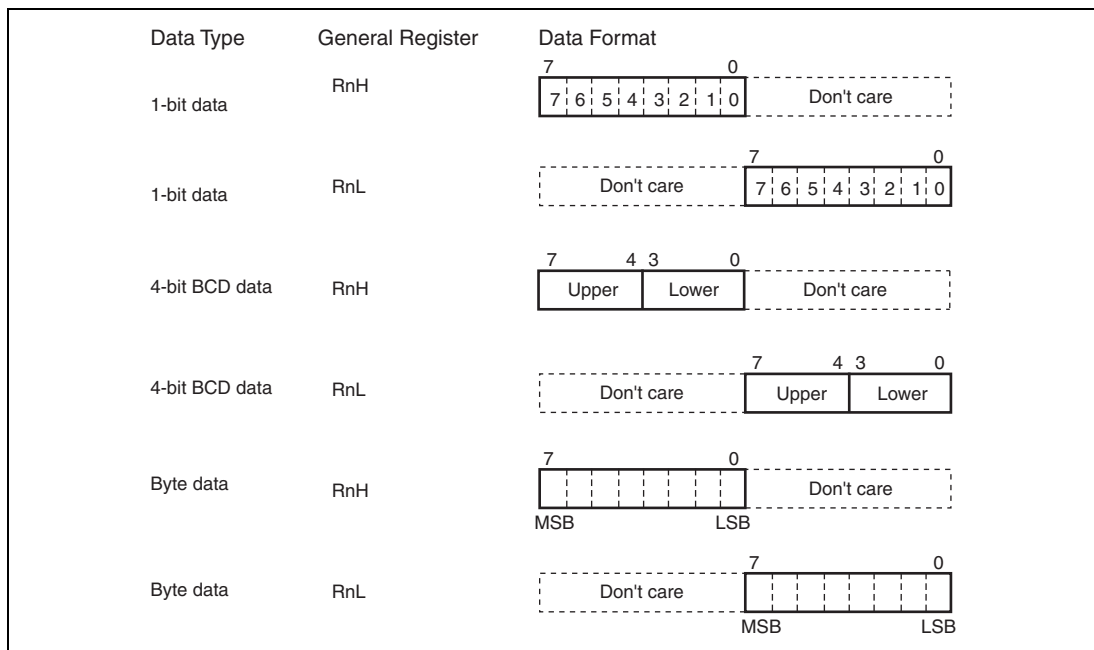 Data Type General Register Data Format
7 0
1-bit data RnH 7 6 5 4 3 2 1 0 Don't care
7 0
1-bit data RnL Don't care 7 6 5 4 3 2 1 0
7 4 3 0
4-bit BCD data RnH Upper Lower Don't care
7 4 3 0
4-bit BCD data RnL Don't care Upper Lower
7 0
Byte data RnH Don't care
MSB LSB
7 0
Byte data RnL Don't care
MSB LSB